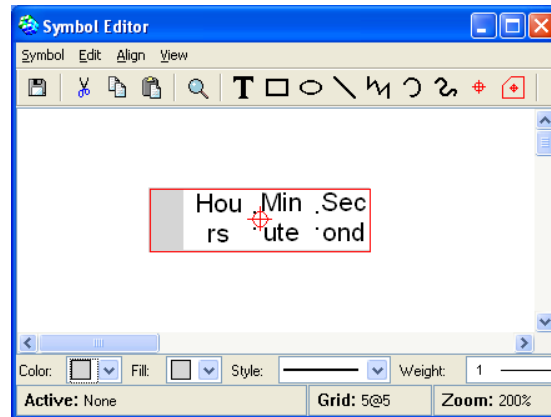 Symbol Editor
Symbol Edit Align View
T
Hou : Min : Sec
rs ute ond
Color: Fill: Style: Weight: 1
Active: None Grid: 5@5 Zoom: 200%